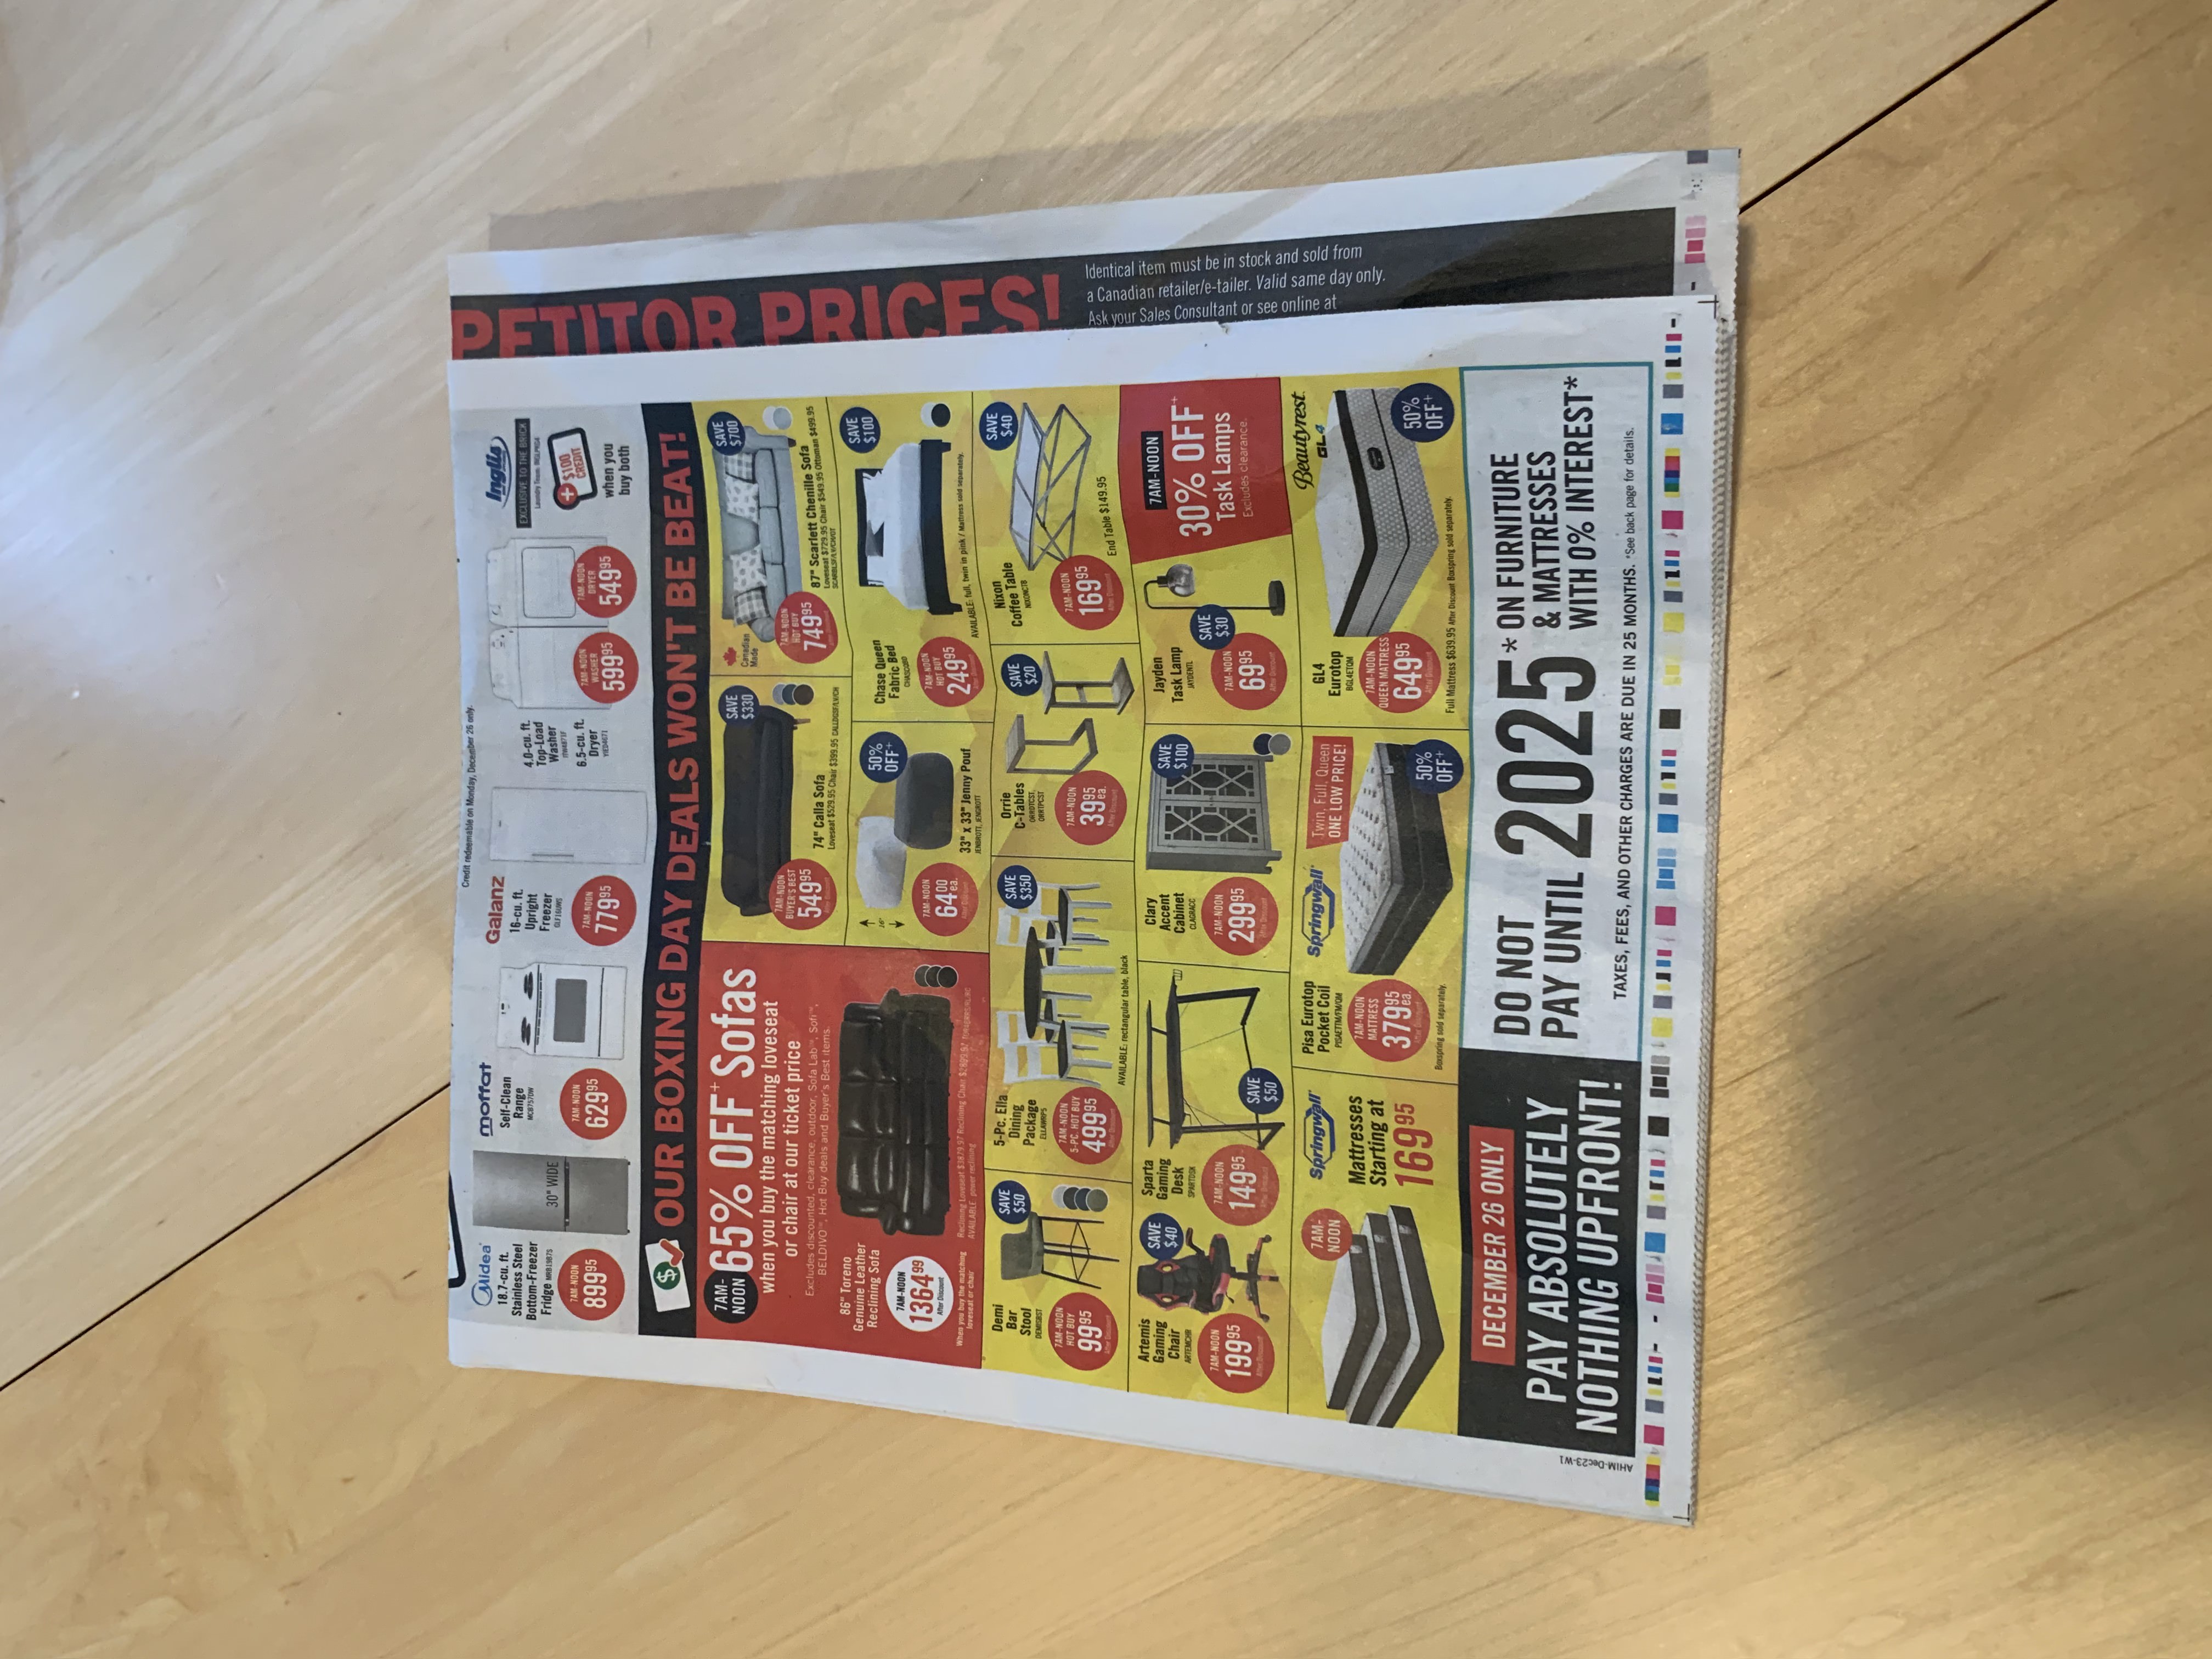 Credit redeemable on Monday, December 26 only.
Midea
18.7-cu. ft.
Stainless Steel
Bottom-Freezer
Fridge MRB19B7S
7AM-NOON
899.95
30" WIDE
moffat
Self-Clean
Range
MCB757DW
7AM-NOON
629.95
Galanz
16-cu. ft.
Upright
Freezer
7AM-NOON
779.95
4.0-cu. ft.
Top-Load
Washer
ITW4871F
6.5-cu. ft.
Dryer
YIED4671
7AM-NOON
WASHER
599.95
7AM-NOON
DRYER
549.95
Inglis
EXCLUSIVE TO THE BRICK
+ $100
CREDIT
when you
buy both
OUR BOXING DAY DEALS WON'T BE BEAT!
7AM-
NOON
65% OFF+ Sofas
when you buy the matching loveseat
or chair at our ticket price
Excludes discounted, clearance, outdoor, Sofa Lab™, Sofi™,
BELDIVO™, Hot Buy deals and Buyer's Best items.
86" Toreno
Genuine Leather
Reclining Sofa
7AM-NOON
1364.99
After Discount
When you buy the matching
loveseat or chair
AVAILABLE: power reclining
SAVE
$330
7AM-NOON
BUYER'S BEST
549.95
After Discount
74" Calla Sofa
Loveseat $529.95 Chair $399.95 CALLDGSF/LV/CH
Canadian
Made
SAVE
$700
7AM-NOON
HOT BUY
749.95
After Discount
87" Scarlett Chenille Sofa
Loveseat $729.95 Chair $549.95 Ottoman $499.95
SCARBLSF/LV/CH/OT
16"
50%
OFF+
7AM-NOON
64.00
ea.
After Discount
33" x 33" Jenny Pouf
JENBROTT, JENGROTT
Chase Queen
Fabric Bed
SAVE
$100
7AM-NOON
HOT BUY
249.95
After Discount
AVAILABLE: full, twin in pink / Mattress sold separately.
Demi
Bar
Stool
DEMISBST
SAVE
$50
7AM-NOON
HOT BUY
99.95
After Discount
5-Pc. Ella
Dining
Package
ELLAWRP5
SAVE
$350
7AM-NOON
5-PC. HOT BUY
499.95
After Discount
AVAILABLE: rectangular table, black
Orrie
C-Tables
ORRDTCST,
ORRTPCST
SAVE
$20
7AM-NOON
39.95
ea.
After Discount
Nixon
Coffee Table
NIXONCTB
SAVE
$40
7AM-NOON
169.95
After Discount
End Table $149.95
Artemis
Gaming
Chair
ARTEMCHR
SAVE
$40
7AM-NOON
199.95
After Discount
Sparta
Gaming
Desk
SPARTDSK
7AM-NOON
149.95
After Discount
SAVE
$50
Clary
Accent
Cabinet
CLAGRACC
SAVE
$100
7AM-NOON
299.95
After Discount
Jayden
Task Lamp
JAYDENTL
SAVE
$30
7AM-NOON
69.95
After Discount
7AM-NOON
30% OFF+
Task Lamps
Excludes clearance.
7AM-
NOON
Springwall
Mattresses
Starting at
169.95
Pisa Eurotop
Pocket Coil
PISAETTM/FM/QM
Springwall
Twin, Full, Queen
ONE LOW PRICE!
7AM-NOON
MATTRESS
379.95
ea.
After Discount
Boxspring sold separately.
50%
OFF+
Beautyrest
GL4
GL4
Eurotop
BGL4ETQM
7AM-NOON
QUEEN MATTRESS
649.95
After Discount
50%
OFF+
Full Mattress $639.95 After Discount Boxspring sold separately.
DECEMBER 26 ONLY
PAY ABSOLUTELY
NOTHING UPFRONT!
DO NOT
PAY UNTIL
2025*
ON FURNITURE
& MATTRESSES
WITH 0% INTEREST*
TAXES, FEES, AND OTHER CHARGES ARE DUE IN 25 MONTHS. *See back page for details.
AHIM-Dec23-W1
PETITOR PRICES!
Identical item must be in stock and sold from
a Canadian retailer/e-tailer. Valid same day only.
Ask your Sales Consultant or see online at